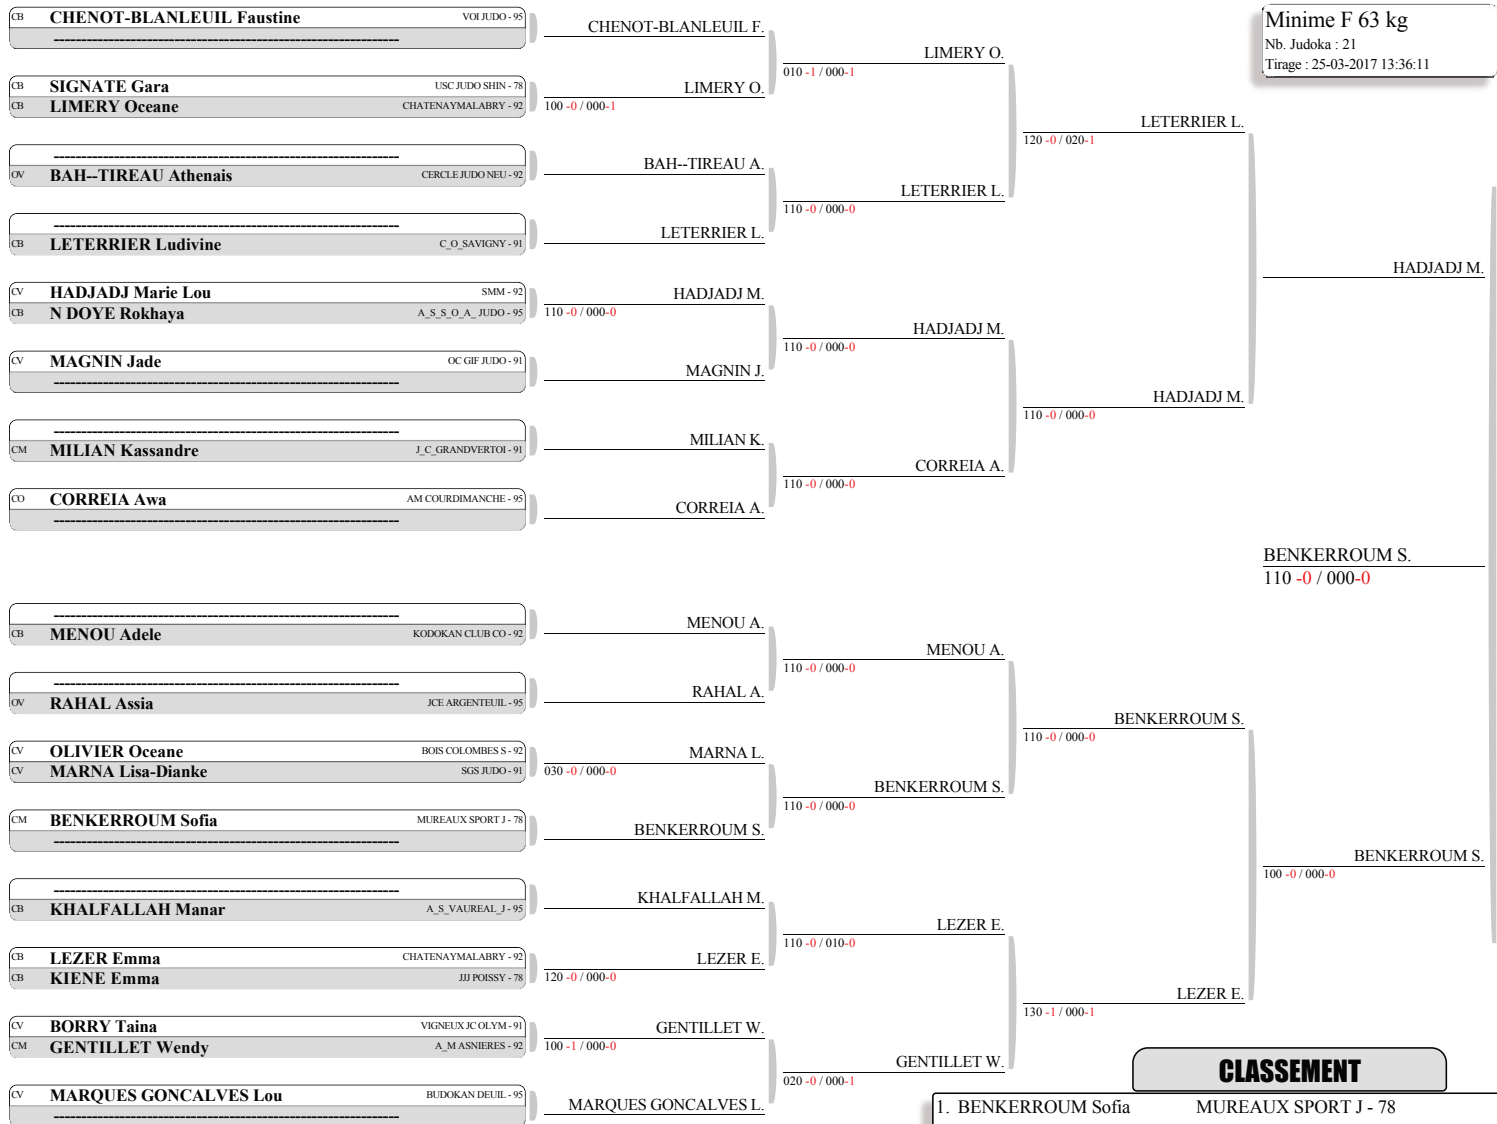 Minime F 63 kg
Nb. Judoka : 21
Tirage : 25-03-2017 13:36:11
CB CHENOT-BLANLEUIL Faustine VOI JUDO - 95
------------------------------------------------------------
CB SIGNATE Gara USC JUDO SHIN - 78
CB LIMERY Oceane CHATENAYMALABRY - 92
------------------------------------------------------------
OV BAH--TIREAU Athenais CERCLE JUDO NEU - 92
------------------------------------------------------------
CB LETERRIER Ludivine C_O_SAVIGNY - 91
CV HADJADJ Marie Lou SMM - 92
CB N DOYE Rokhaya A_S_S_O_A_ JUDO - 95
CV MAGNIN Jade OC GIF JUDO - 91
------------------------------------------------------------
------------------------------------------------------------
CM MILIAN Kassandre J_C_GRANDVERTOI - 91
CO CORREIA Awa AM COURDIMANCHE - 95
------------------------------------------------------------
------------------------------------------------------------
CB MENOU Adele KODOKAN CLUB CO - 92
------------------------------------------------------------
OV RAHAL Assia JCE ARGENTEUIL - 95
CV OLIVIER Oceane BOIS COLOMBES S - 92
CV MARNA Lisa-Dianke SGS JUDO - 91
CM BENKERROUM Sofia MUREAUX SPORT J - 78
------------------------------------------------------------
------------------------------------------------------------
CB KHALFALLAH Manar A_S_VAUREAL_J - 95
CB LEZER Emma CHATENAYMALABRY - 92
CB KIENE Emma JJJ POISSY - 78
CV BORRY Taina VIGNEUX JC OLYM - 91
CM GENTILLET Wendy A_M ASNIERES - 92
CV MARQUES GONCALVES Lou BUDOKAN DEUIL - 95
------------------------------------------------------------
CHENOT-BLANLEUIL F.
LIMERY O.
100 -0 / 000-1
BAH--TIREAU A.
LETERRIER L.
HADJADJ M.
110 -0 / 000-0
MAGNIN J.
MILIAN K.
CORREIA A.
MENOU A.
RAHAL A.
MARNA L.
030 -0 / 000-0
BENKERROUM S.
KHALFALLAH M.
LEZER E.
120 -0 / 000-0
GENTILLET W.
100 -1 / 000-0
MARQUES GONCALVES L.
LIMERY O.
010 -1 / 000-1
LETERRIER L.
110 -0 / 000-0
HADJADJ M.
110 -0 / 000-0
CORREIA A.
110 -0 / 000-0
MENOU A.
110 -0 / 000-0
BENKERROUM S.
110 -0 / 000-0
LEZER E.
110 -0 / 010-0
GENTILLET W.
020 -0 / 000-1
LETERRIER L.
120 -0 / 020-1
HADJADJ M.
110 -0 / 000-0
BENKERROUM S.
110 -0 / 000-0
LEZER E.
130 -1 / 000-1
HADJADJ M.
BENKERROUM S.
100 -0 / 000-0
BENKERROUM S.
110 -0 / 000-0
CLASSEMENT
1. BENKERROUM Sofia MUREAUX SPORT J - 78